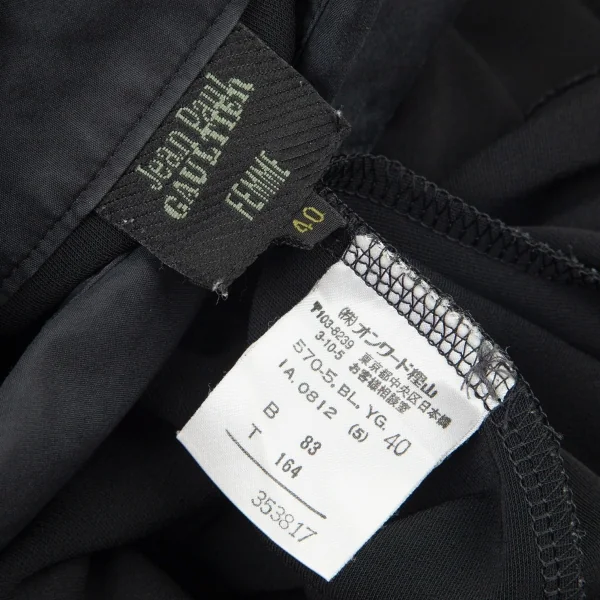 Jean Paul
GAULTIER
FEMME
40
(株)オンワード樫山
〒103-8239
3-10-5 東京都中央区日本橋
お客様相談室
570-5.BL,YG. 40
IA.0812 (5)
B 83
T 164
353817